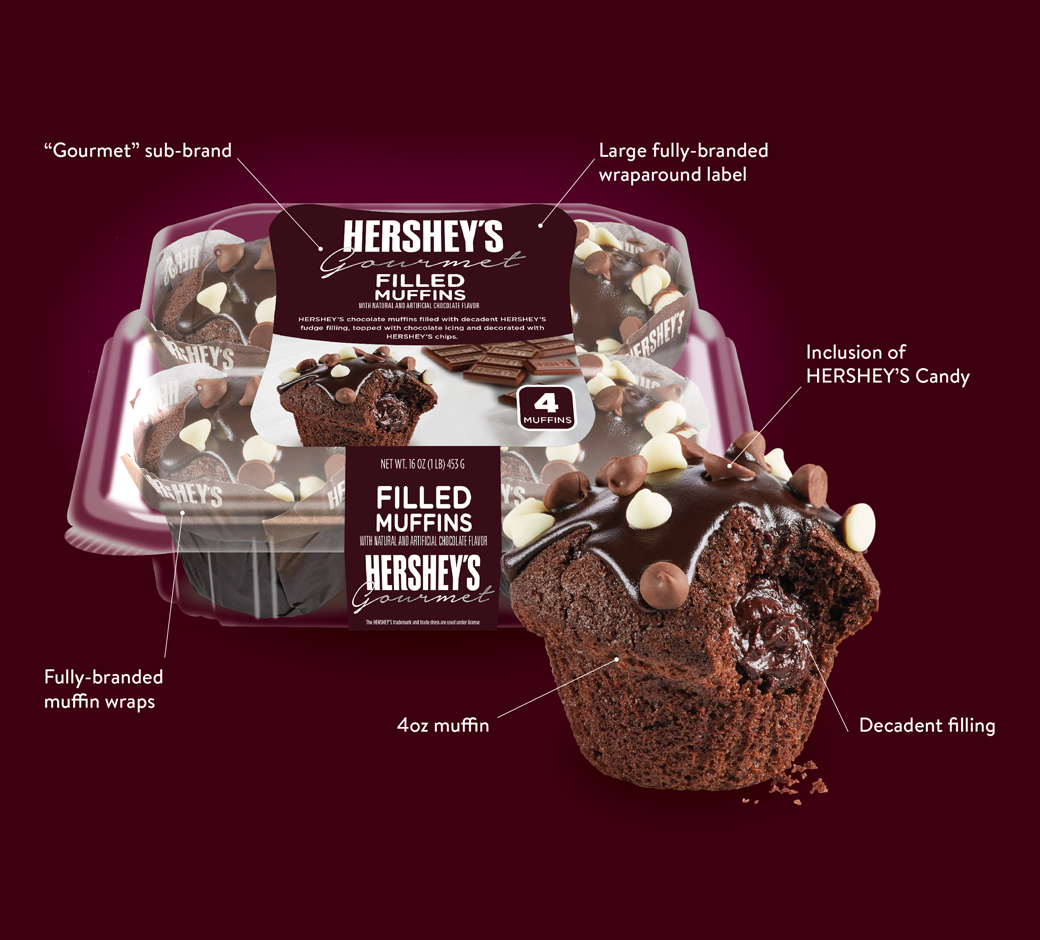 “Gourmet” sub-brand
Large fully-branded
wraparound label
HERSHEY'S
Gourmet
FILLED
MUFFINS
WITH NATURAL AND ARTIFICIAL CHOCOLATE FLAVOR
HERSHEY'S chocolate muffins filled with decadent HERSHEY'S
fudge filling, topped with chocolate icing and decorated with
HERSHEY'S chips.
HERSHEY'S
4
MUFFINS
Inclusion of
HERSHEY'S Candy
NET WT. 16 OZ (1 LB) 453 G
FILLED
MUFFINS
WITH NATURAL AND ARTIFICIAL CHOCOLATE FLAVOR
HERSHEY'S
Gourmet
The HERSHEY'S trademark and trade dress are used under license
Fully-branded
muffin wraps
4oz muffin
Decadent filling